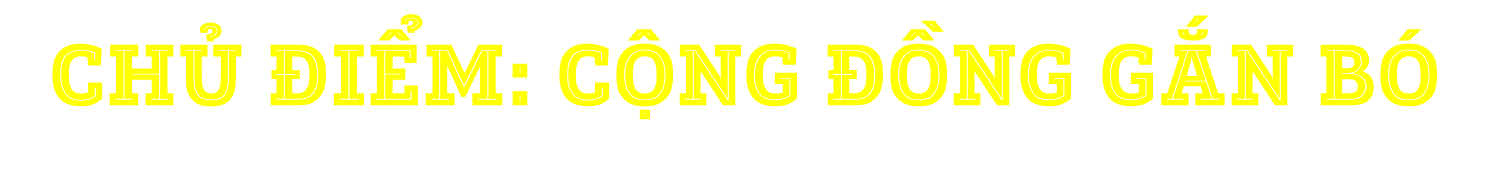 CHỦ ĐIỂM: CỘNG ĐỒNG GẮN BÓ